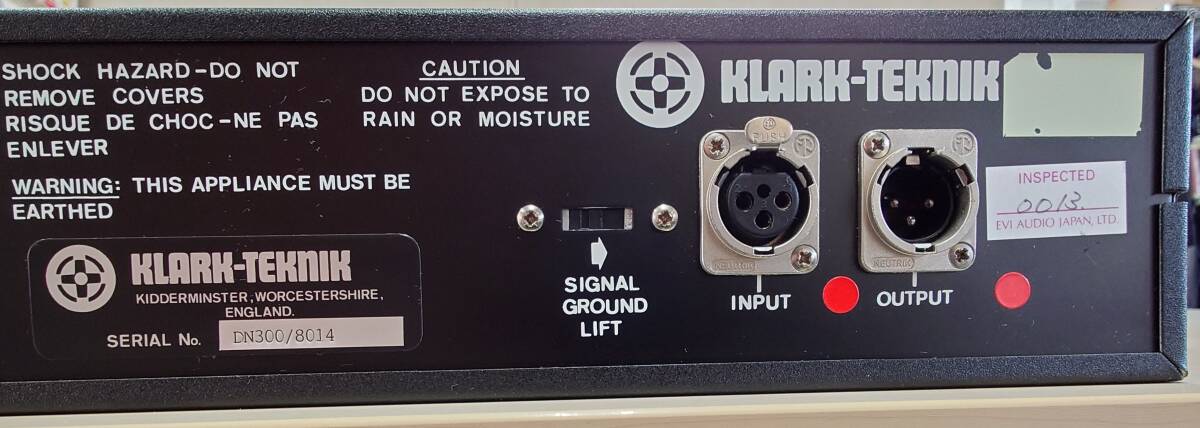 SHOCK HAZARD-DO NOT
REMOVE COVERS
RISQUE DE CHOC-NE PAS
ENLEVER
WARNING: THIS APPLIANCE MUST BE
EARTHED
CAUTION
DO NOT EXPOSE TO
RAIN OR MOISTURE
KLARK-TEKNIK
KLARK-TEKNIK
KIDDERMINSTER, WORCESTERSHIRE,
ENGLAND.
SERIAL No. DN300/8014
SIGNAL
GROUND
LIFT
PUSH
NEUTRIK
INPUT
NEUTRIK
OUTPUT
INSPECTED
0013.
EVI AUDIO JAPAN, LTD.